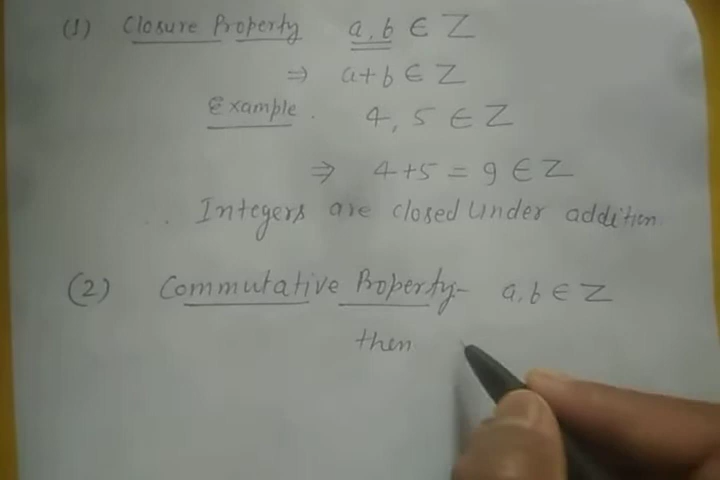 (1) Closure Property a, b ∈ Z
⇒ a+b ∈ Z
Example. 4, 5 ∈ Z
⇒ 4+5 = 9 ∈ Z
∴ Integers are closed under addition
(2) Commutative Property:- a, b ∈ Z
then